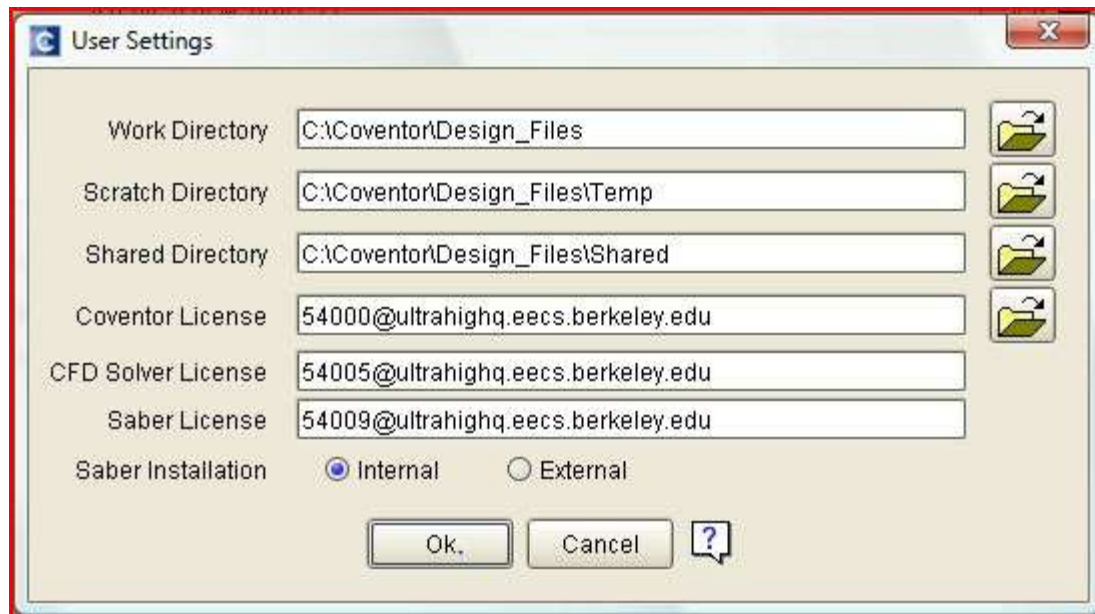 User Settings
Work Directory C:\Coventor\Design_Files
Scratch Directory C:\Coventor\Design_Files\Temp
Shared Directory C:\Coventor\Design_Files\Shared
Coventor License 54000@ultrahighq.eecs.berkeley.edu
CFD Solver License 54005@ultrahighq.eecs.berkeley.edu
Saber License 54009@ultrahighq.eecs.berkeley.edu
Saber Installation Internal External
Ok, Cancel ?